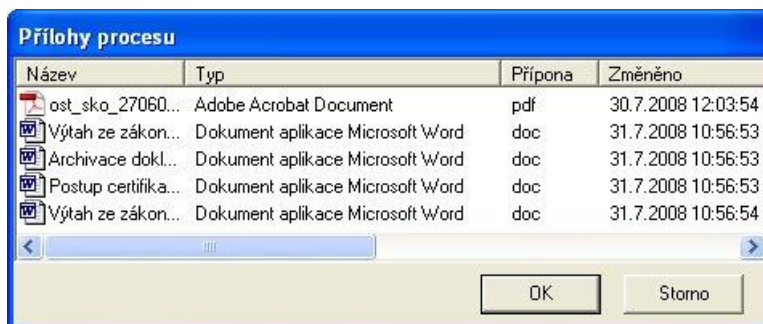 Přílohy procesu
Název Typ Přípona Změněno
ost_sko_27060... Adobe Acrobat Document pdf 30.7.2008 12:03:54
Výtah ze zákon... Dokument aplikace Microsoft Word doc 31.7.2008 10:56:53
Archivace dokl... Dokument aplikace Microsoft Word doc 31.7.2008 10:56:53
Postup certifika... Dokument aplikace Microsoft Word doc 31.7.2008 10:56:53
Výtah ze zákon... Dokument aplikace Microsoft Word doc 31.7.2008 10:56:54
OK Storno